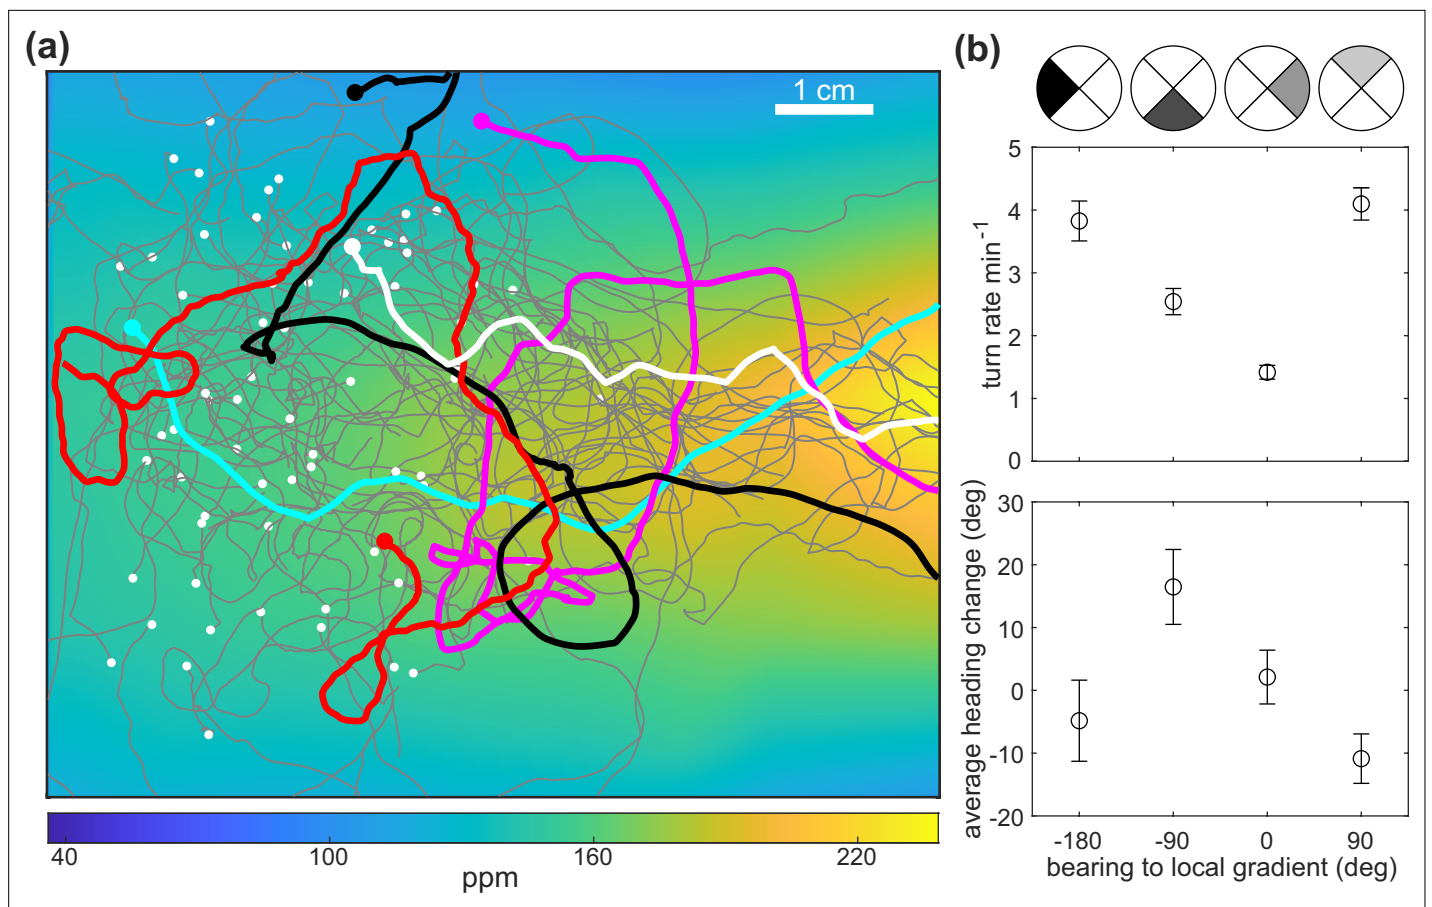 (a)
1 cm
40 100 160 220
ppm
(b)
5
4
3
2
1
0
turn rate min-1
30
20
10
0
-10
-20
average heading change (deg)
-180 -90 0 90
bearing to local gradient (deg)